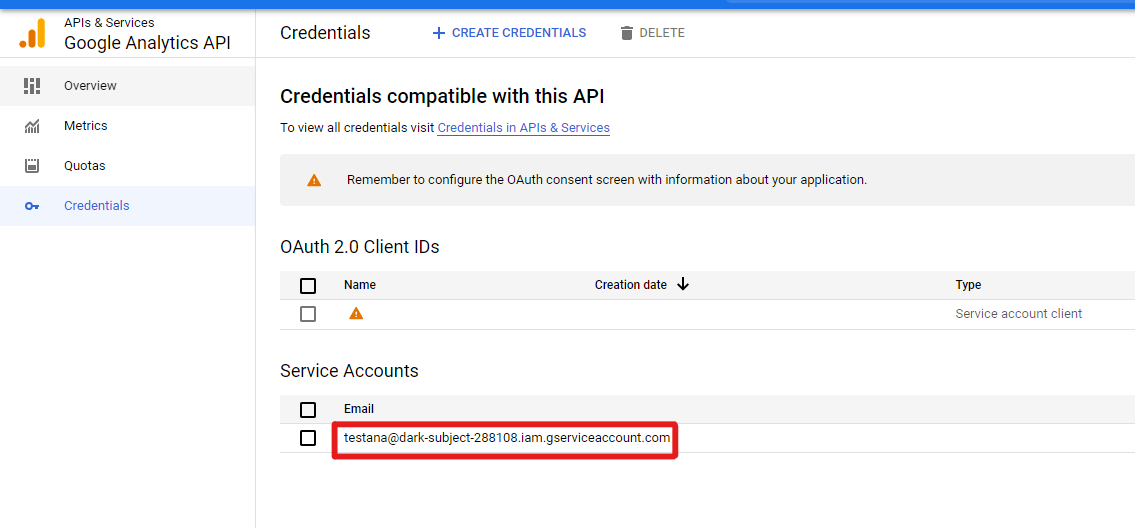 APIs & Services
Google Analytics API
Overview
Metrics
Quotas
Credentials
Credentials
CREATE CREDENTIALS
DELETE
Credentials compatible with this API
To view all credentials visit Credentials in APIs & Services
Remember to configure the OAuth consent screen with information about your application.
OAuth 2.0 Client IDs
Name Creation date Type
Service account client
Service Accounts
Email
testana@dark-subject-288108.iam.gserviceaccount.com